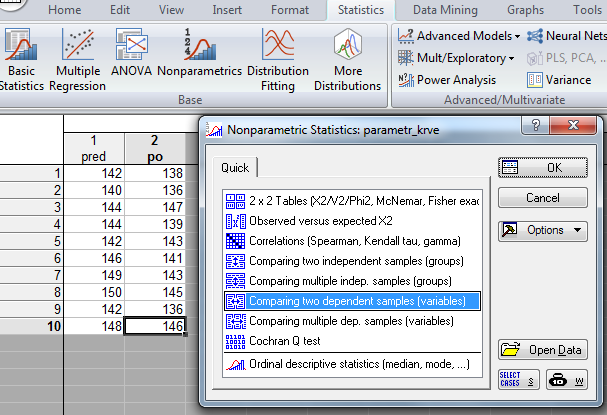 Home Edit View Insert Format Statistics Data Mining Graphs Tools
Basic Statistics
Multiple Regression
ANOVA
Nonparametrics
Distribution Fitting
More Distributions
Base
Advanced Models
Mult/Exploratory
Power Analysis
Neural Nets
PLS, PCA, ...
Variance
Advanced/Multivariate
1 2
pred po
1 142 138
2 140 136
3 144 147
4 144 139
5 142 143
6 146 141
7 149 143
8 150 145
9 142 136
10 148 146
Nonparametric Statistics: parametr_krve
Quick
2 x 2 Tables (X2/V2/Phi2, McNemar, Fisher exac
Observed versus expected X2
Correlations (Spearman, Kendall tau, gamma)
Comparing two independent samples (groups)
Comparing multiple indep. samples (groups)
Comparing two dependent samples (variables)
Comparing multiple dep. samples (variables)
Cochran Q test
Ordinal descriptive statistics (median, mode, ...)
OK
Cancel
Options
Open Data
SELECT CASES S
W